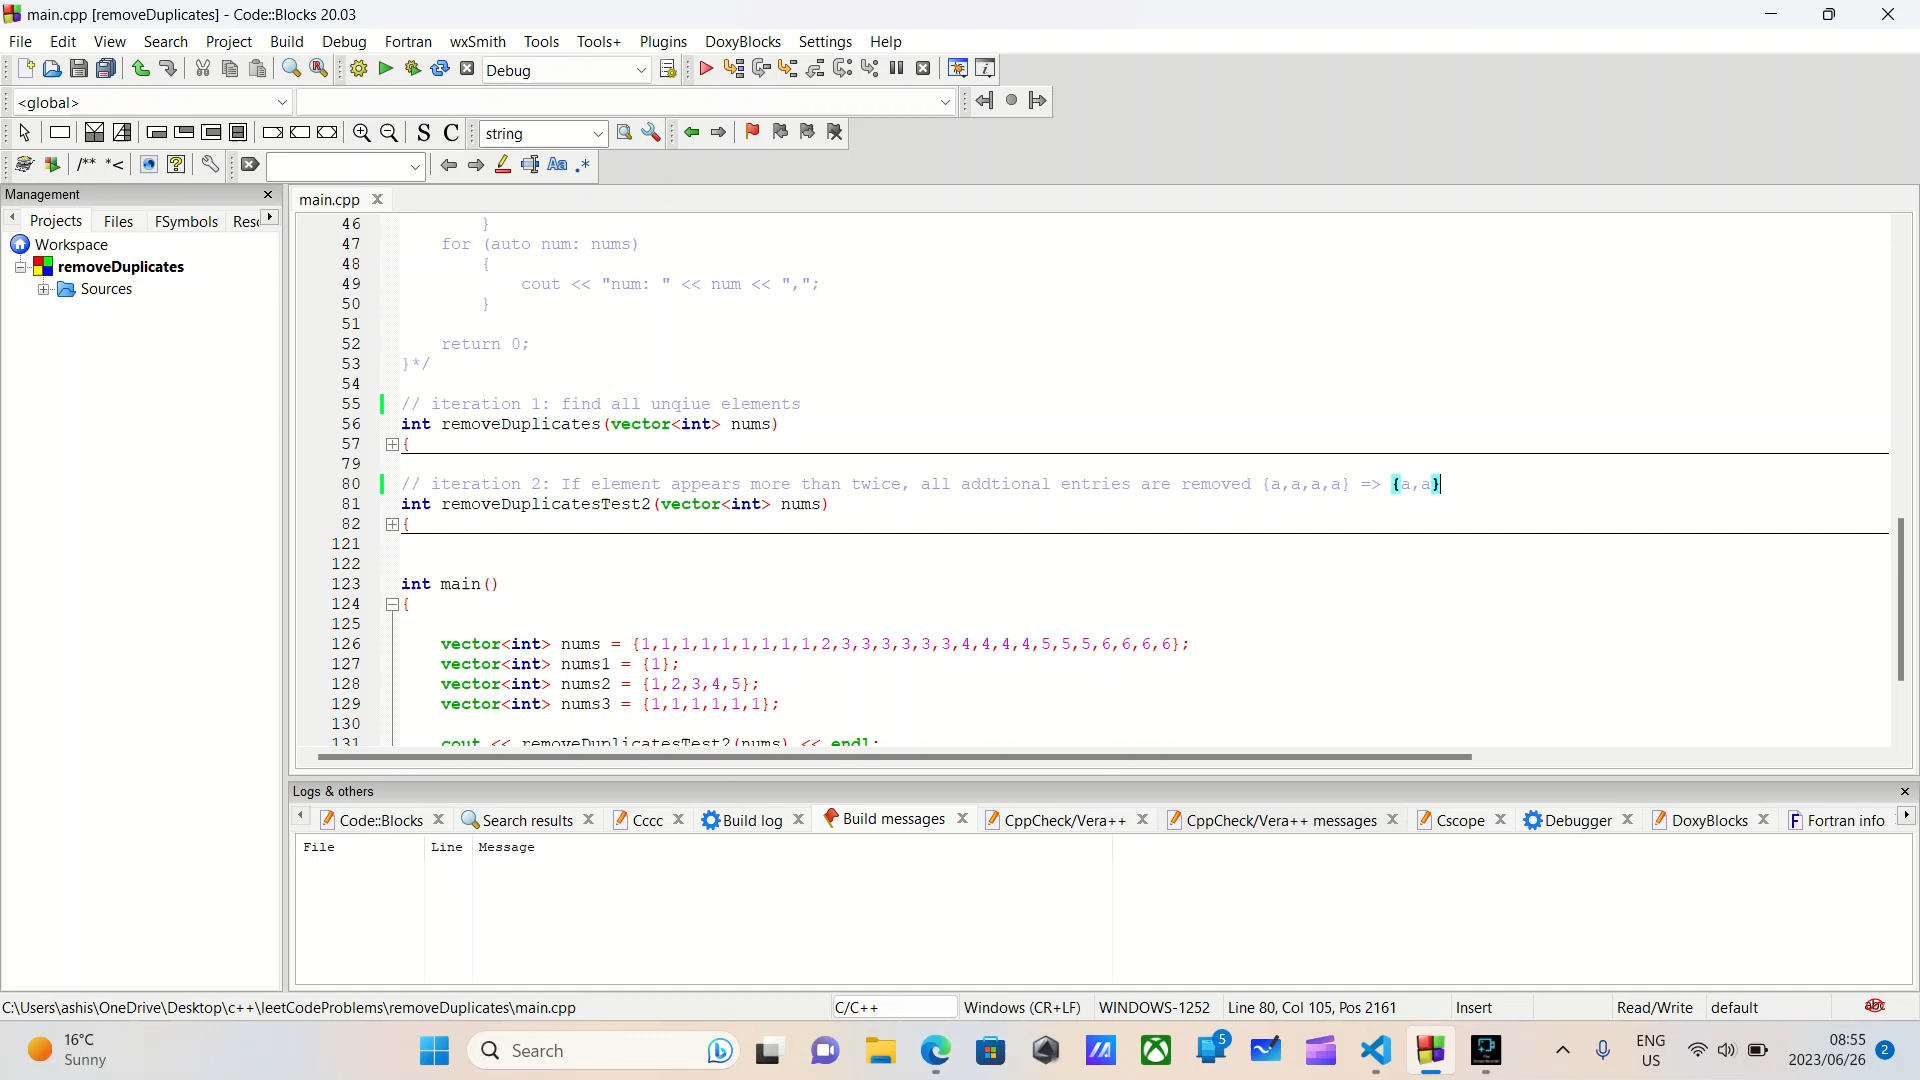 main.cpp [removeDuplicates] - Code::Blocks 20.03
File Edit View Search Project Build Debug Fortran wxSmith Tools Tools+ Plugins DoxyBlocks Settings Help
Debug
<global>
S C string
/** *< Aa .*
Management
main.cpp
Projects Files FSymbols Resc
Workspace
removeDuplicates
Sources
46 }
47 for (auto num: nums)
48 {
49 cout << "num: " << num << ",";
50 }
51
52 return 0;
53 }*/
54
55 // iteration 1: find all unqiue elements
56 int removeDuplicates(vector<int> nums)
57 {
79
80 // iteration 2: If element appears more than twice, all addtional entries are removed {a,a,a,a} => {a,a}
81 int removeDuplicatesTest2(vector<int> nums)
82 {
121
122
123 int main()
124 {
125
126 vector<int> nums = {1,1,1,1,1,1,1,1,1,2,3,3,3,3,3,3,4,4,4,4,5,5,5,6,6,6,6};
127 vector<int> nums1 = {1};
128 vector<int> nums2 = {1,2,3,4,5};
129 vector<int> nums3 = {1,1,1,1,1,1};
130
131 cout << removeDuplicatesTest2(nums) << endl;
Logs & others
Code::Blocks Search results Cccc Build log Build messages CppCheck/Vera++ CppCheck/Vera++ messages Cscope Debugger DoxyBlocks Fortran info
File Line Message
C:\Users\ashis\OneDrive\Desktop\c++\leetCodeProblems\removeDuplicates\main.cpp C/C++ Windows (CR+LF) WINDOWS-1252 Line 80, Col 105, Pos 2161 Insert Read/Write default abc
16°C
Sunny
Search
5
ENG
US
08:55
2023/06/26
2